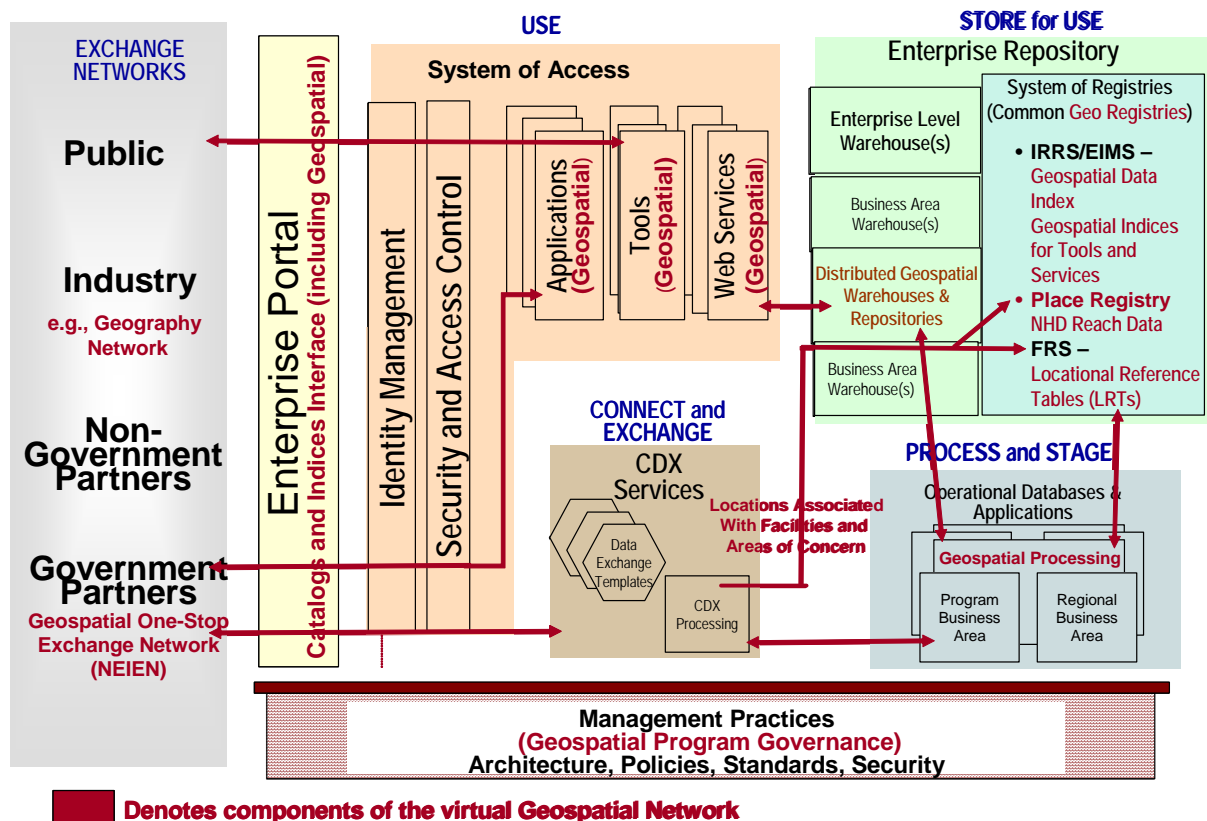 EXCHANGE
NETWORKS
Public
Industry
e.g., Geography
Network
Non-
Government
Partners
Government
Partners
Geospatial One-Stop
Exchange Network
(NEIEN)
Enterprise Portal
Catalogs and Indices Interface (including Geospatial)
USE
System of Access
Identity Management
Security and Access Control
Applications
(Geospatial)
Tools
(Geospatial)
Web Services
(Geospatial)
STORE for USE
Enterprise Repository
Enterprise Level
Warehouse(s)
Business Area
Warehouse(s)
Distributed Geospatial
Warehouses &
Repositories
Business Area
Warehouse(s)
System of Registries
(Common Geo Registries)
• IRRS/EIMS –
Geospatial Data
Index
Geospatial Indices
for Tools and
Services
• Place Registry
NHD Reach Data
• FRS –
Locational Reference
Tables (LRTs)
CONNECT and
EXCHANGE
CDX
Services
Data
Exchange
Templates
CDX
Processing
Locations Associated
With Facilities and
Areas of Concern
PROCESS and STAGE
Operational Databases &
Applications
Geospatial Processing
Program
Business
Area
Regional
Business
Area
Management Practices
(Geospatial Program Governance)
Architecture, Policies, Standards, Security
Denotes components of the virtual Geospatial Network